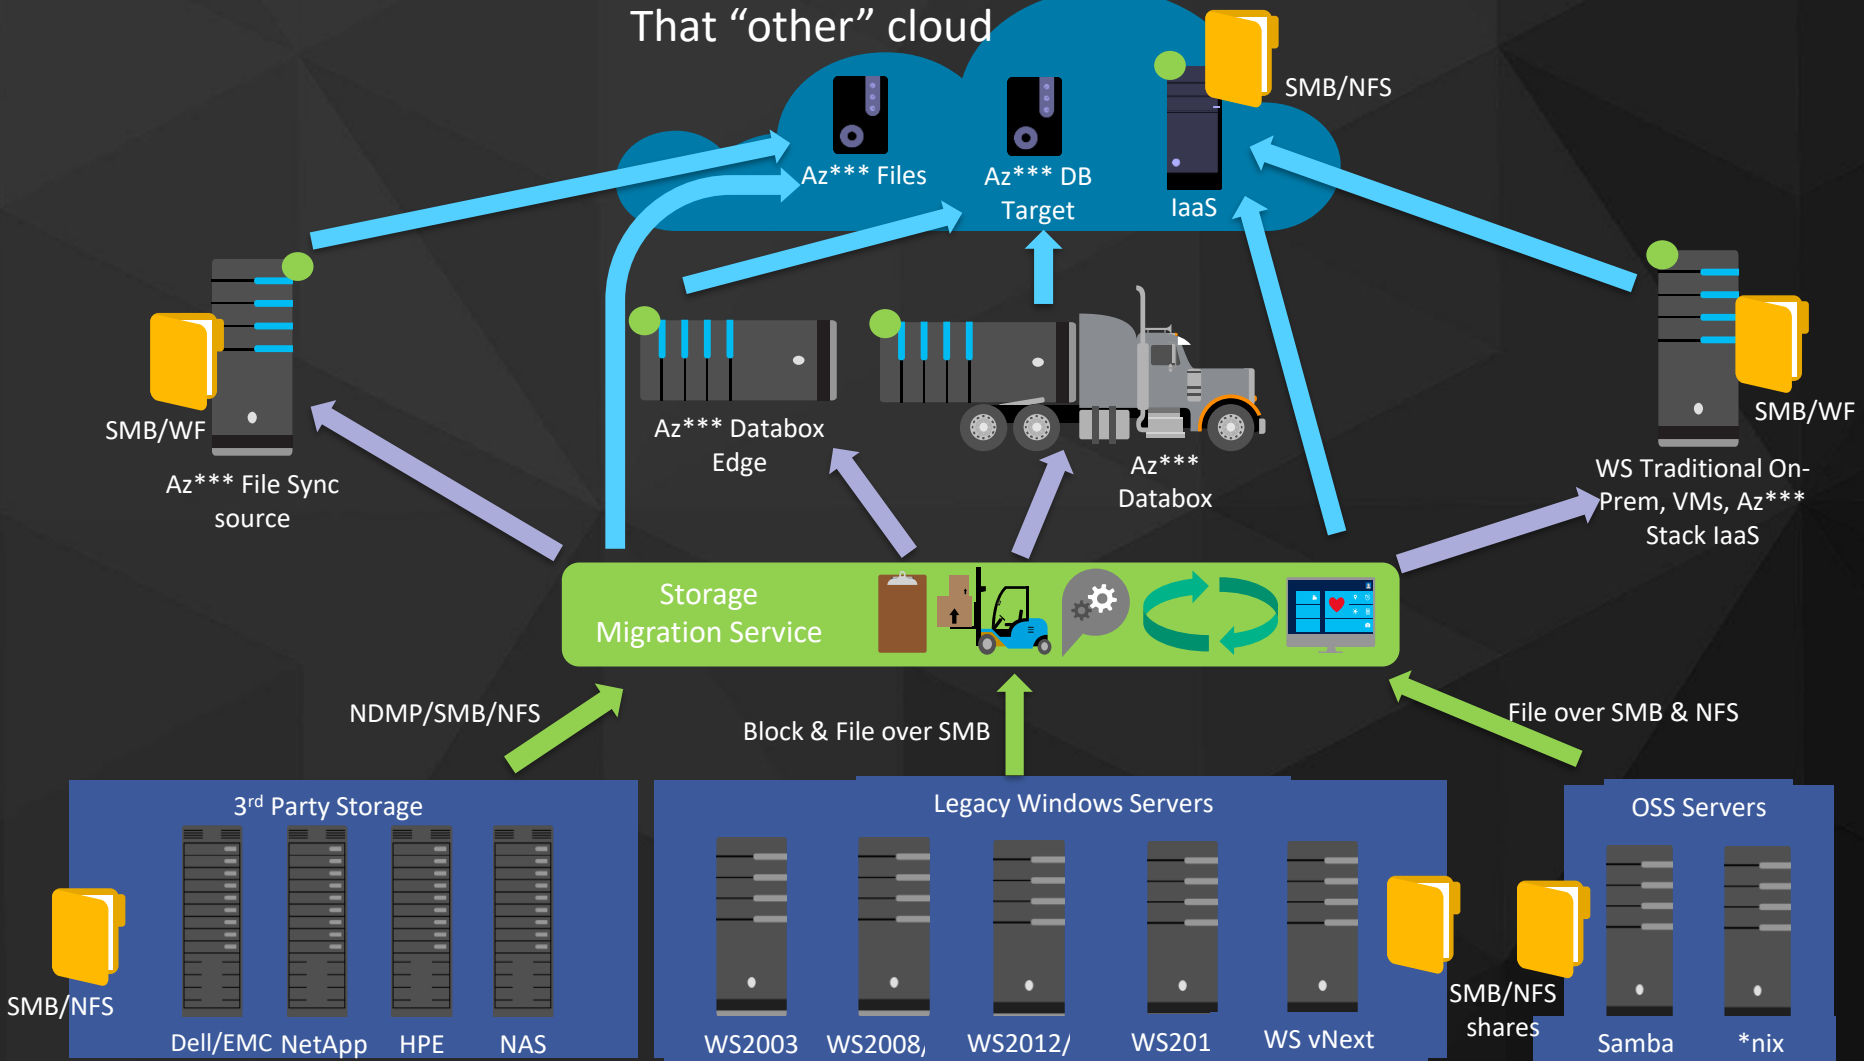 That “other” cloud
SMB/NFS
Az*** Files
Az*** DB
Target
IaaS
SMB/WF
Az*** File Sync
source
Az*** Databox
Edge
Az***
Databox
SMB/WF
WS Traditional On-
Prem, VMs, Az***
Stack IaaS
Storage
Migration Service
NDMP/SMB/NFS
Block & File over SMB
File over SMB & NFS
3rd Party Storage
Legacy Windows Servers
OSS Servers
SMB/NFS
Dell/EMC
NetApp
HPE
NAS
WS2003
WS2008/
WS2012/
WS201
WS vNext
SMB/NFS
shares
Samba
*nix